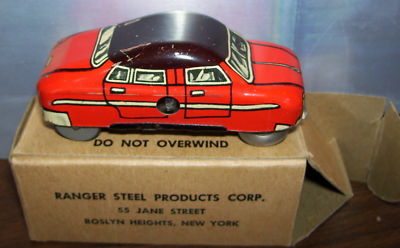 DO NOT OVERWIND
RANGER STEEL PRODUCTS CORP.
55 JANE STREET
ROSLYN HEIGHTS, NEW YORK